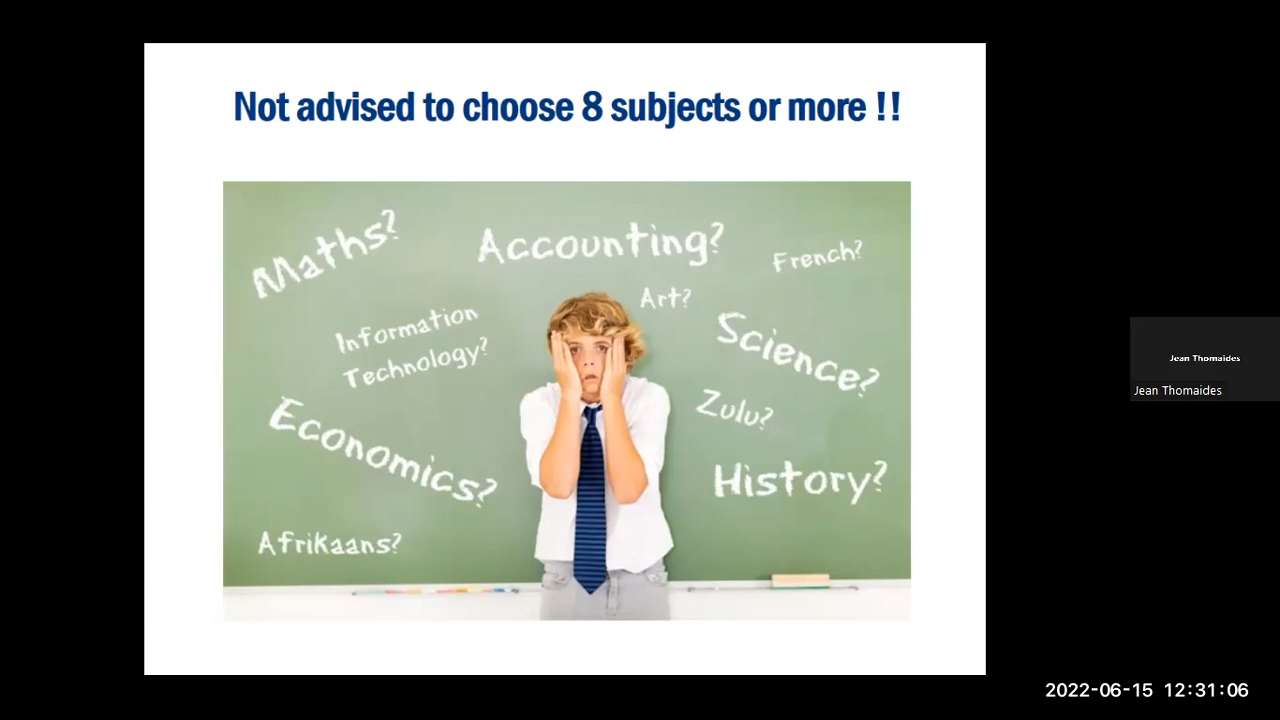 Not advised to choose 8 subjects or more !!
Maths?
Accounting?
French?
Art?
Information
Technology?
Science?
Zulu?
Economics?
History?
Afrikaans?
Jean Thomaides
Jean Thomaides
2022-06-15 12:31:06